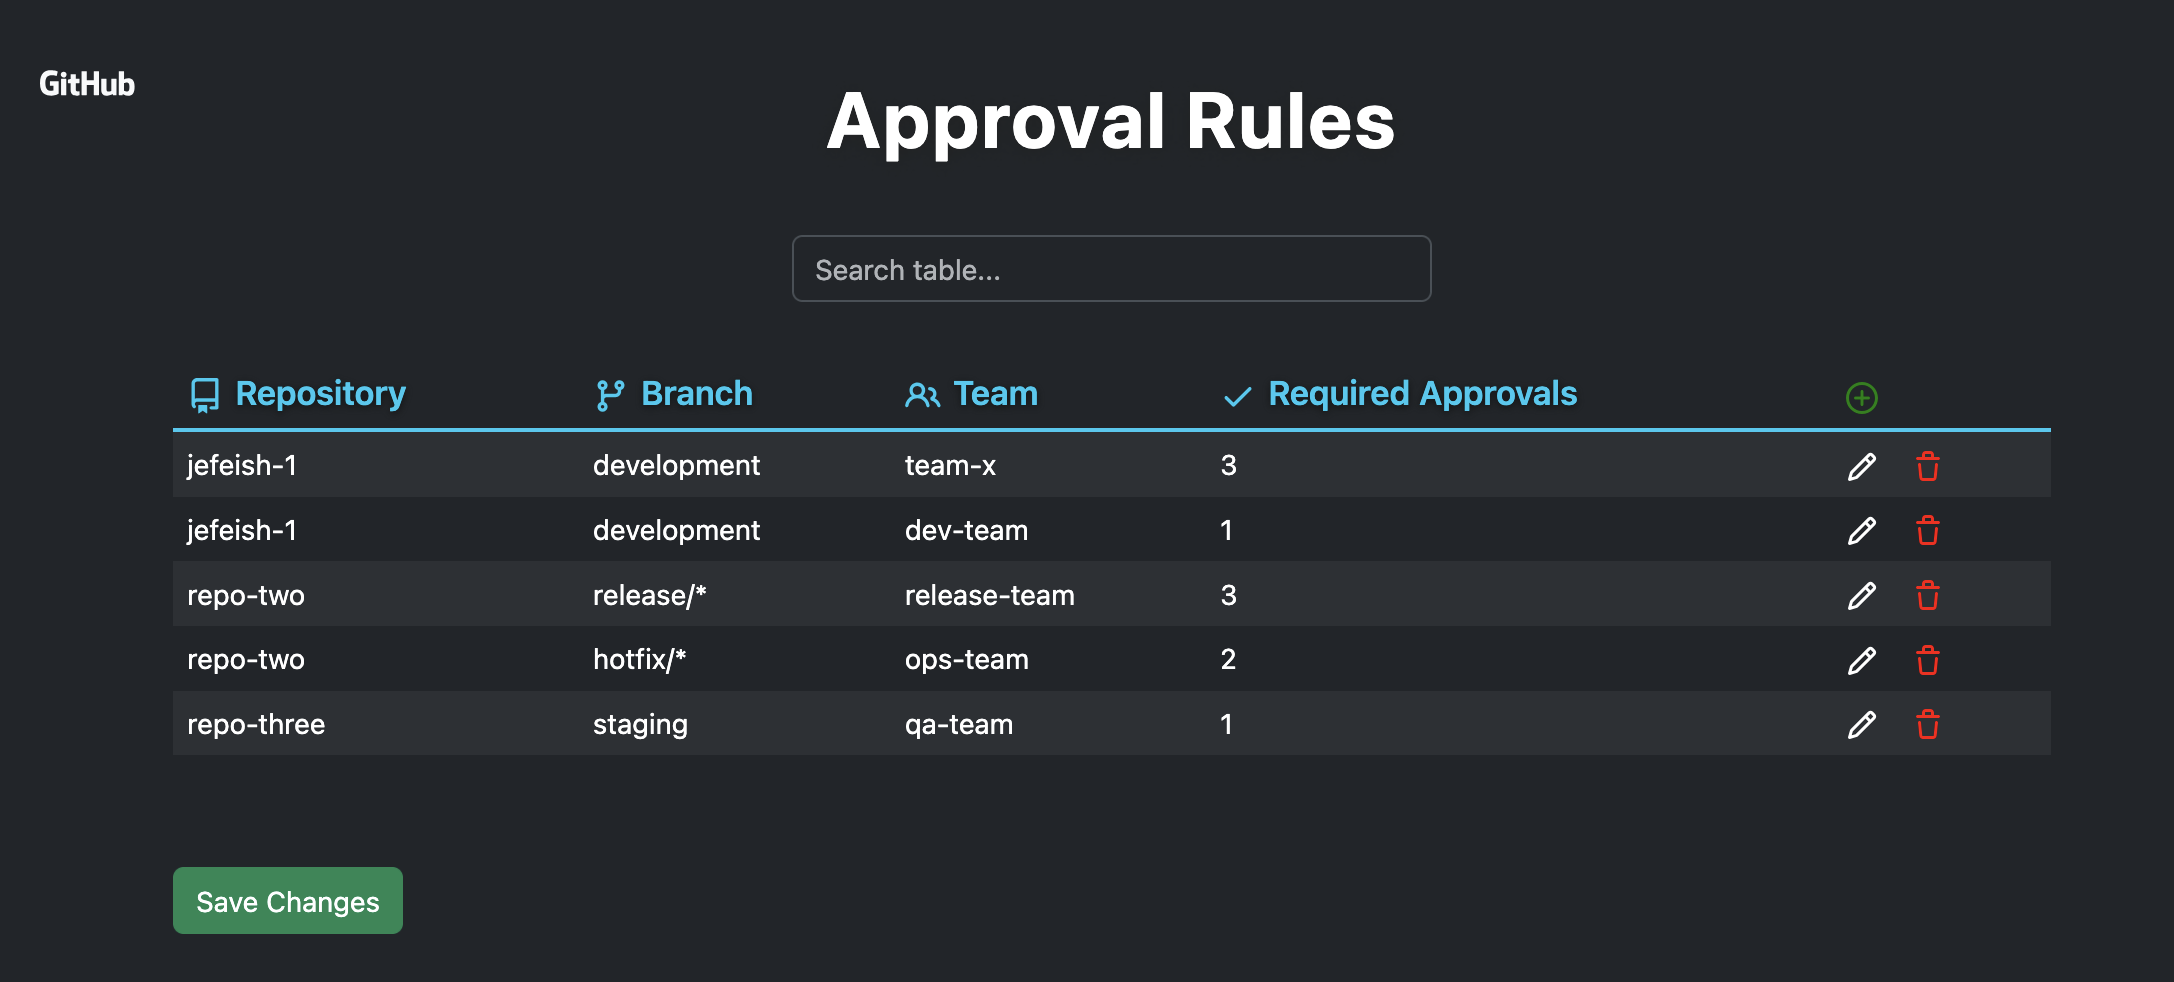 GitHub
Approval Rules
Search table...
Repository Branch Team Required Approvals
jefeish-1 development team-x 3
jefeish-1 development dev-team 1
repo-two release/* release-team 3
repo-two hotfix/* ops-team 2
repo-three staging qa-team 1
Save Changes